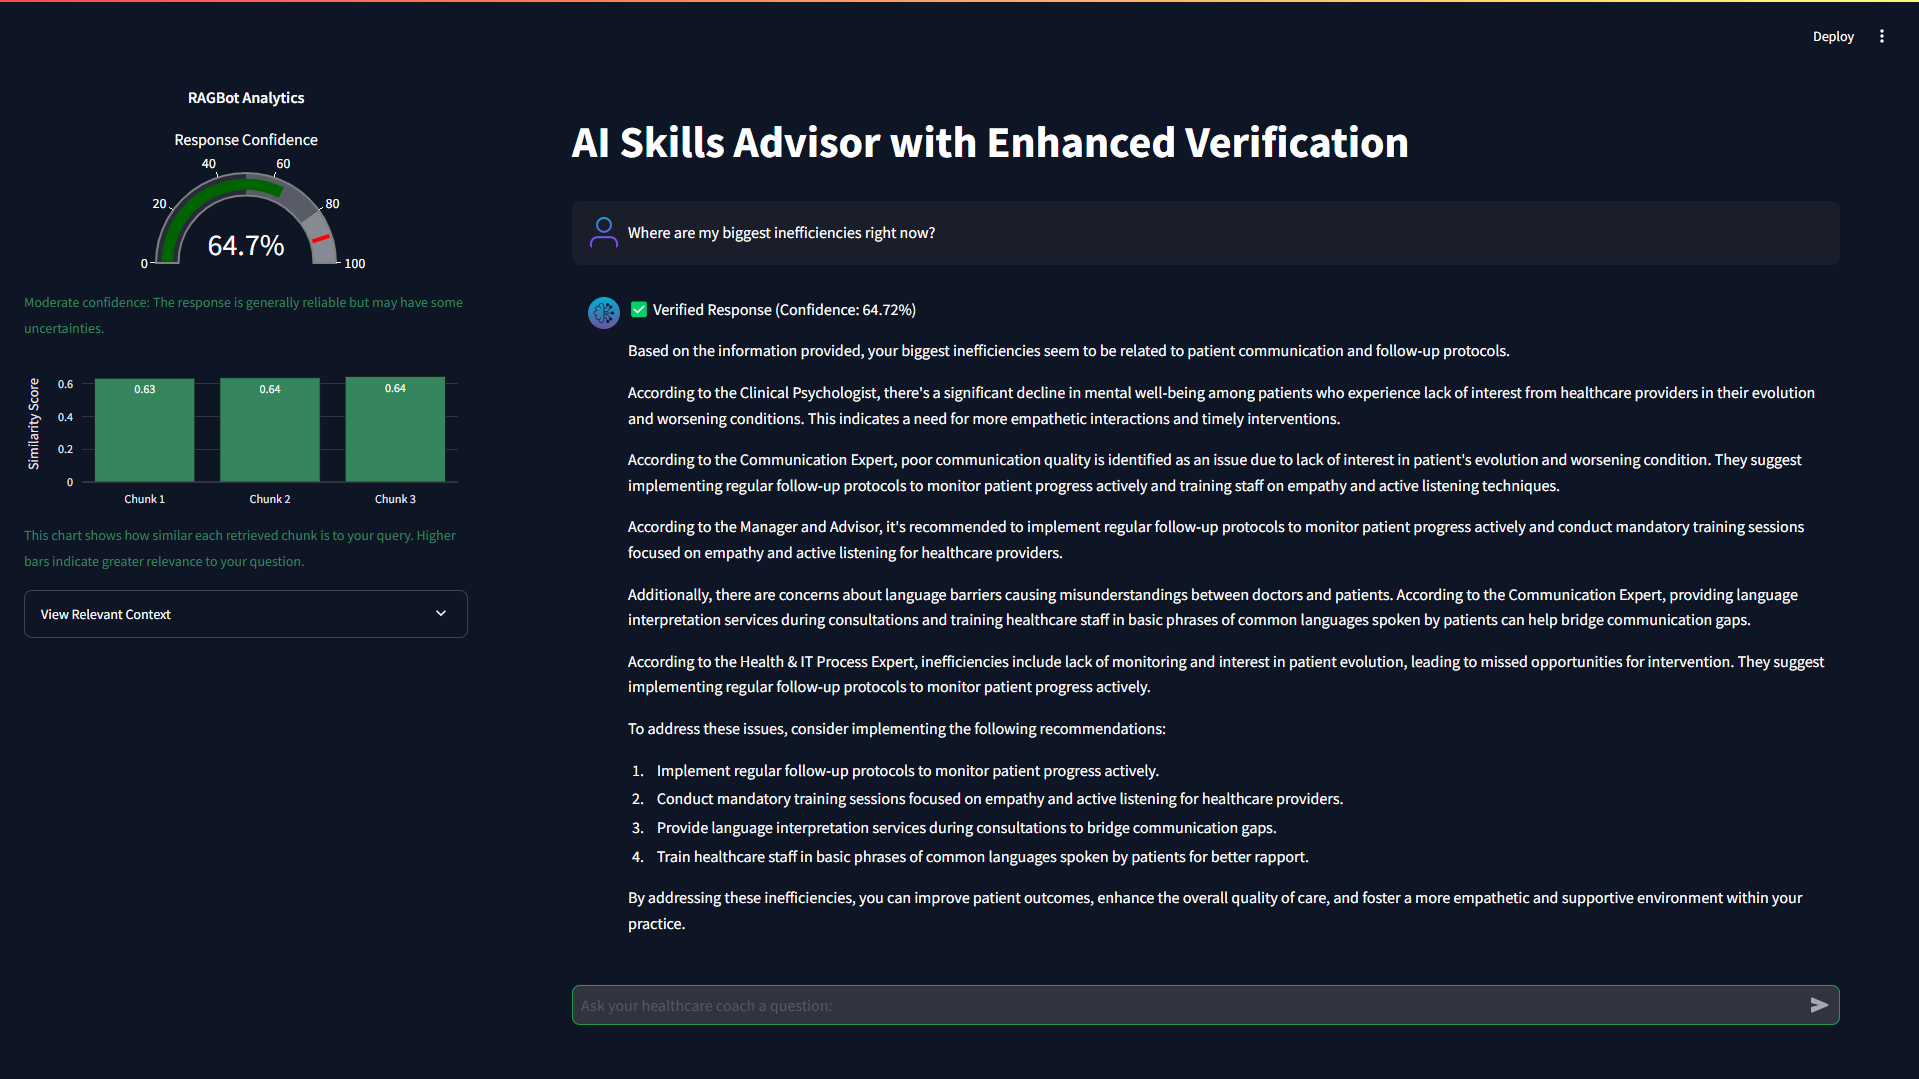 Deploy
RAGBot Analytics
Response Confidence
0
20
40
60
80
100
64.7%
Moderate confidence: The response is generally reliable but may have some
uncertainties.
Similarity Score
0.6
0.4
0.2
0
0.63
0.64
0.64
Chunk 1
Chunk 2
Chunk 3
This chart shows how similar each retrieved chunk is to your query. Higher
bars indicate greater relevance to your question.
View Relevant Context
AI Skills Advisor with Enhanced Verification
Where are my biggest inefficiencies right now?
✅ Verified Response (Confidence: 64.72%)
Based on the information provided, your biggest inefficiencies seem to be related to patient communication and follow-up protocols.
According to the Clinical Psychologist, there's a significant decline in mental well-being among patients who experience lack of interest from healthcare providers in their evolution
and worsening conditions. This indicates a need for more empathetic interactions and timely interventions.
According to the Communication Expert, poor communication quality is identified as an issue due to lack of interest in patient's evolution and worsening condition. They suggest
implementing regular follow-up protocols to monitor patient progress actively and training staff on empathy and active listening techniques.
According to the Manager and Advisor, it's recommended to implement regular follow-up protocols to monitor patient progress actively and conduct mandatory training sessions
focused on empathy and active listening for healthcare providers.
Additionally, there are concerns about language barriers causing misunderstandings between doctors and patients. According to the Communication Expert, providing language
interpretation services during consultations and training healthcare staff in basic phrases of common languages spoken by patients can help bridge communication gaps.
According to the Health & IT Process Expert, inefficiencies include lack of monitoring and interest in patient evolution, leading to missed opportunities for intervention. They suggest
implementing regular follow-up protocols to monitor patient progress actively.
To address these issues, consider implementing the following recommendations:
1. Implement regular follow-up protocols to monitor patient progress actively.
2. Conduct mandatory training sessions focused on empathy and active listening for healthcare providers.
3. Provide language interpretation services during consultations to bridge communication gaps.
4. Train healthcare staff in basic phrases of common languages spoken by patients for better rapport.
By addressing these inefficiencies, you can improve patient outcomes, enhance the overall quality of care, and foster a more empathetic and supportive environment within your
practice.
Ask your healthcare coach a question: